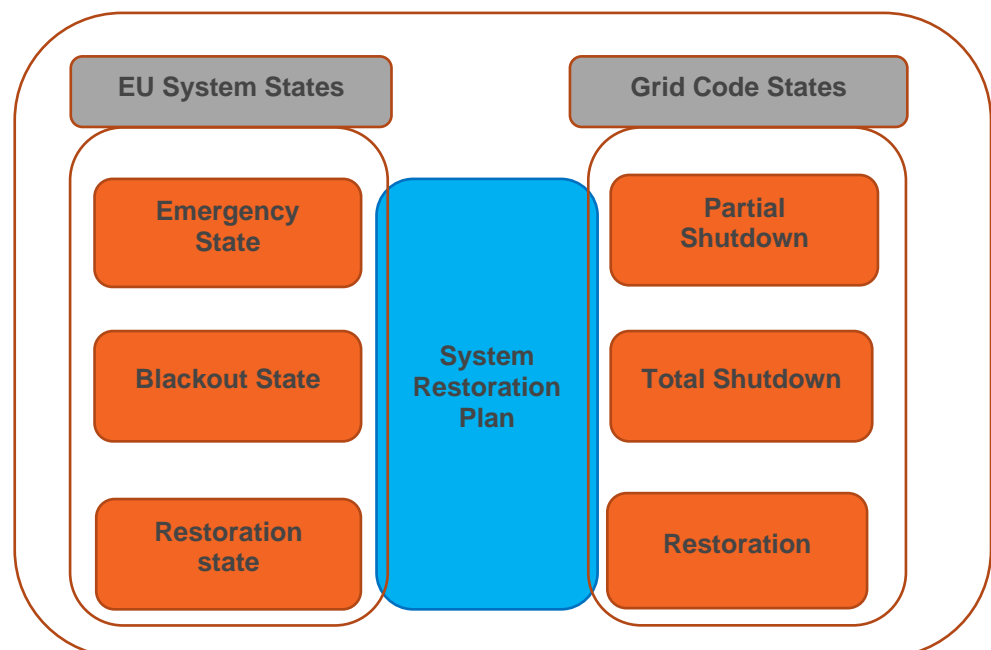 EU System States
Grid Code States
Emergency
State
Blackout State
Restoration
state
System
Restoration
Plan
Partial
Shutdown
Total Shutdown
Restoration